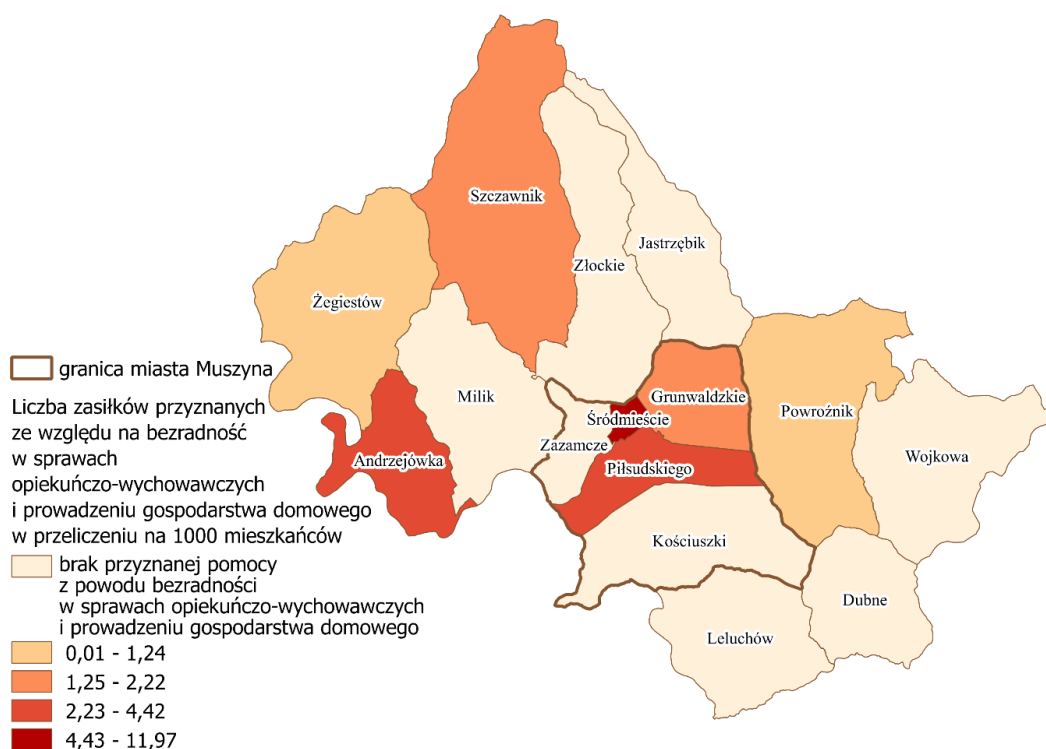 Szczawnik
Jastrzębik
Złockie
Żegiestów
granica miasta Muszyna
Milik
Grunwaldzkie
Powroźnik
Liczba zasiłków przyznanych
ze względu na bezradność
w sprawach
opiekuńczo-wychowawczych
i prowadzeniu gospodarstwa domowego
w przeliczeniu na 1000 mieszkańców
Śródmieście
Zazamcze
Wojkowa
Andrzejówka
Piłsudskiego
Kościuszki
brak przyznanej pomocy
z powodu bezradności
w sprawach opiekuńczo-wychowawczych
i prowadzeniu gospodarstwa domowego
Dubne
Leluchów
0,01 - 1,24
1,25 - 2,22
2,23 - 4,42
4,43 - 11,97